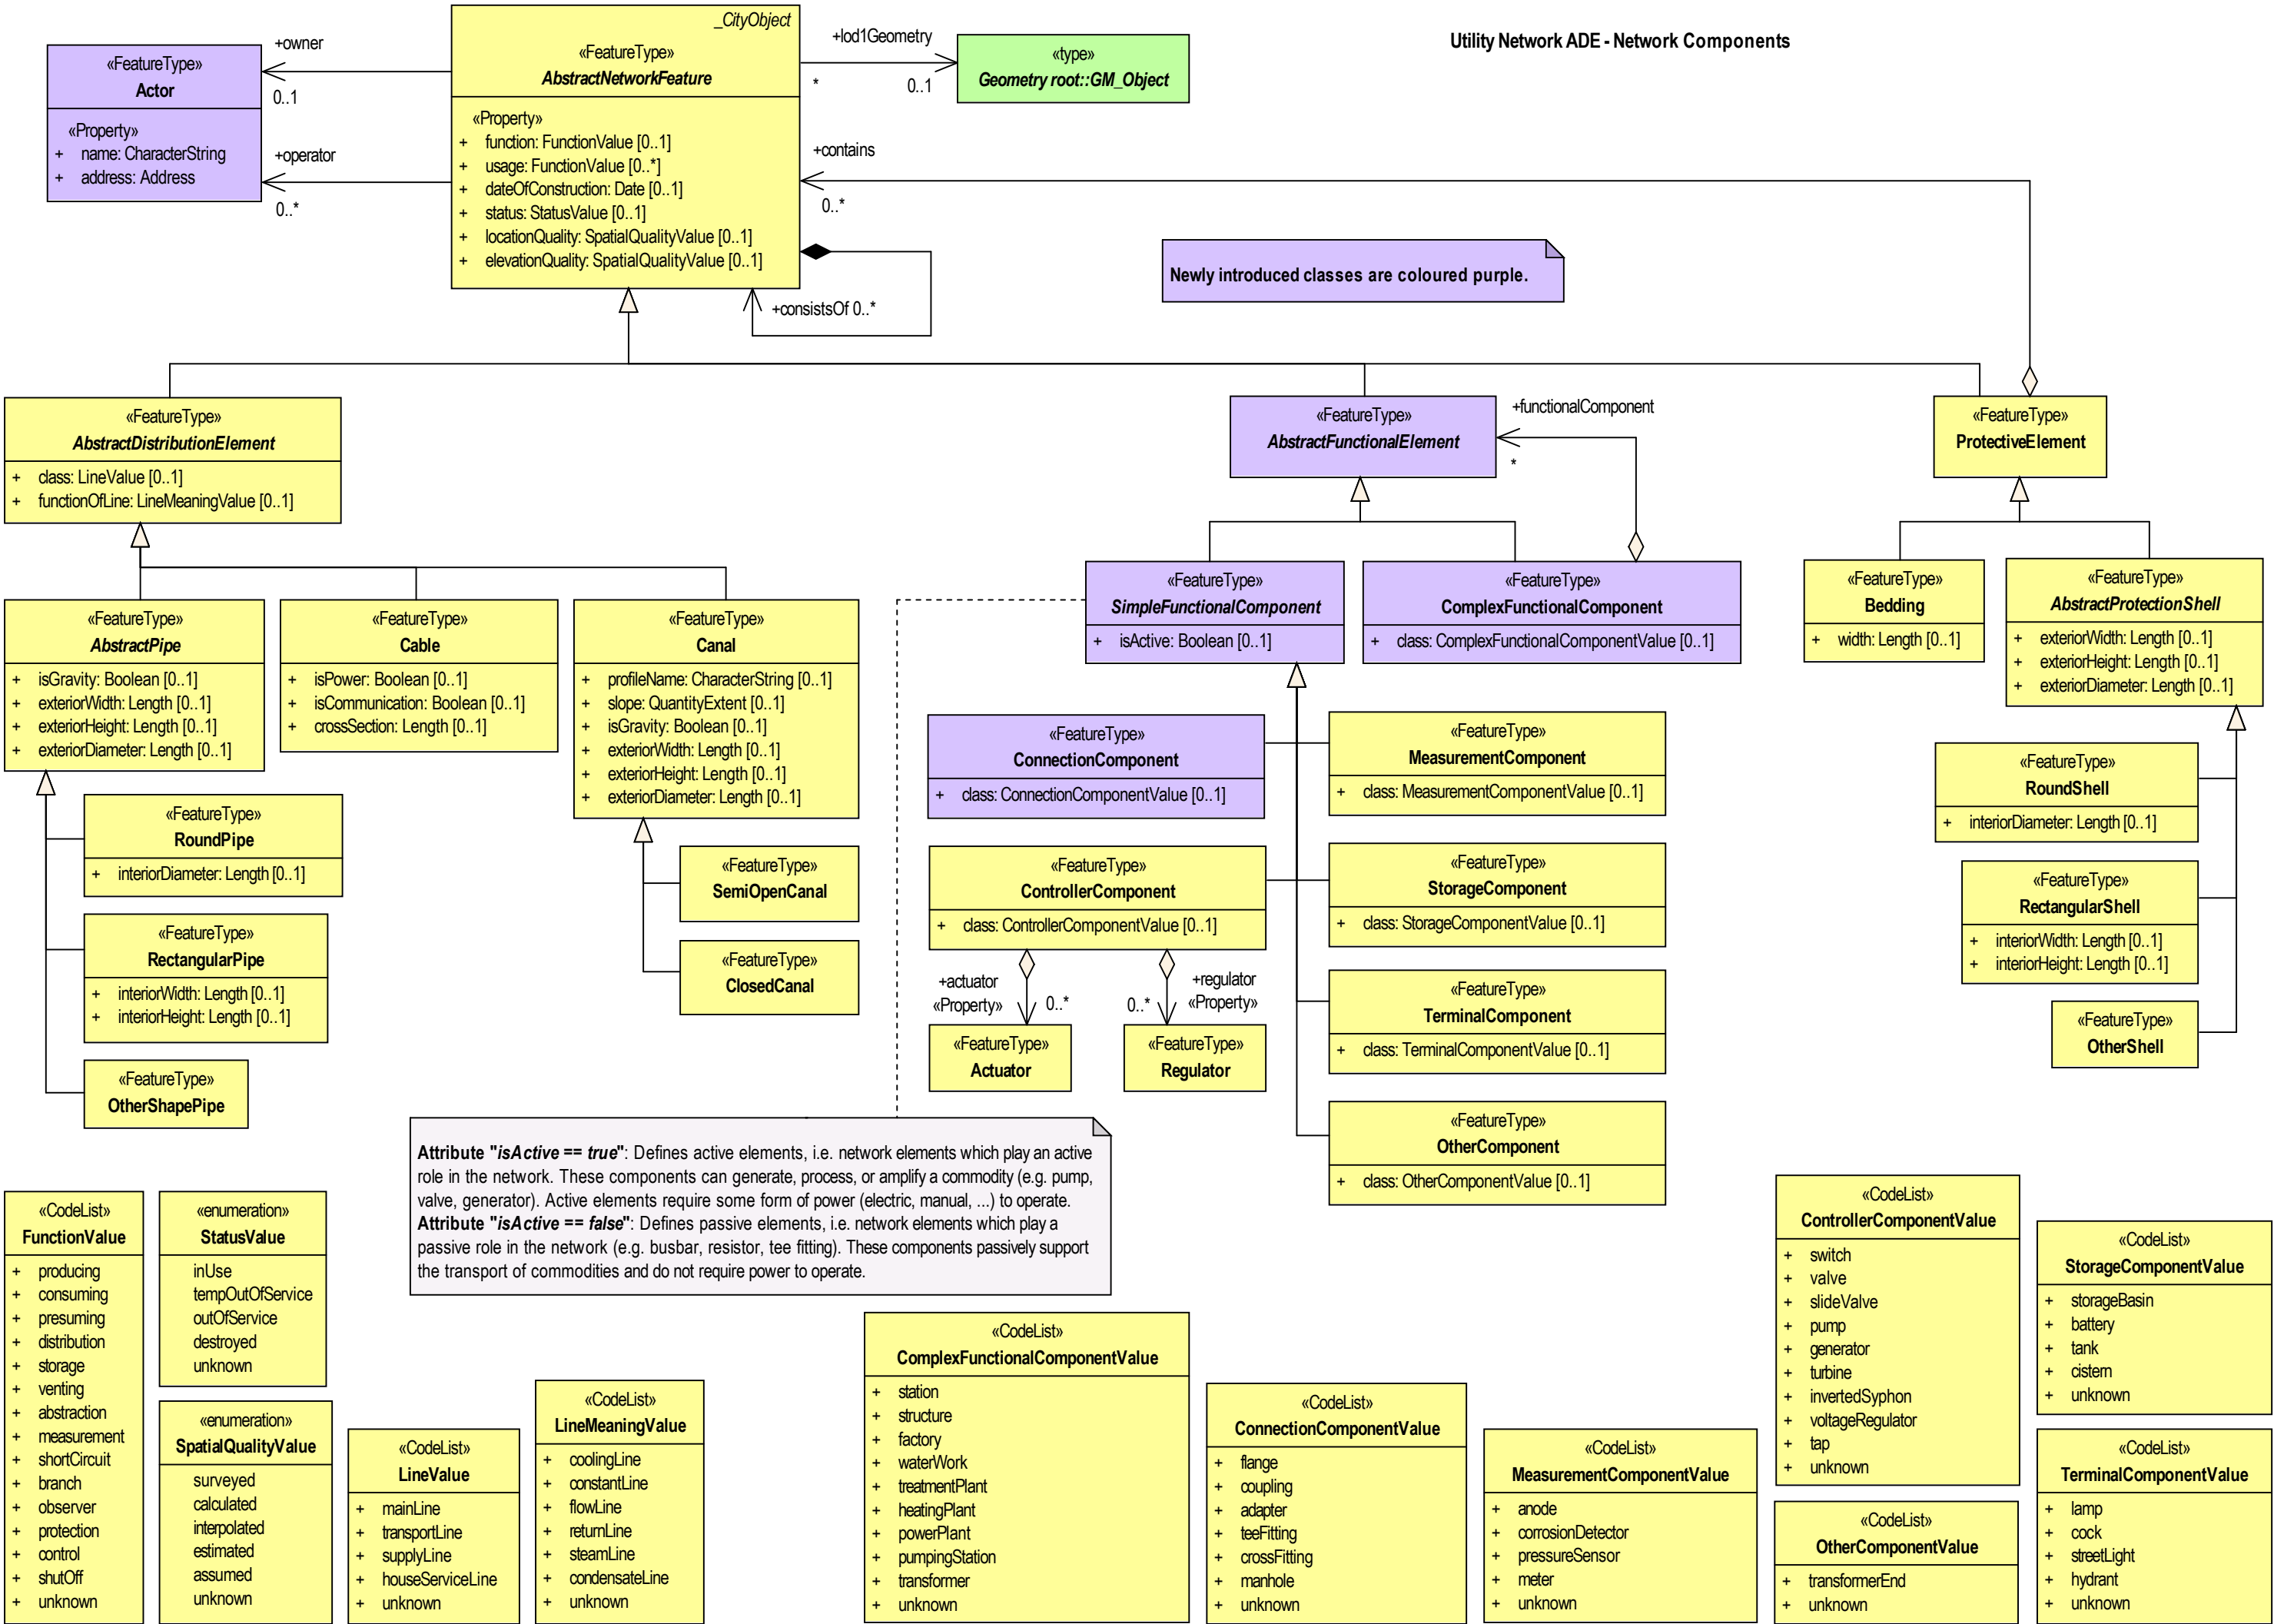 Utility Network ADE - Network Components
_CityObject
«FeatureType»
AbstractNetworkFeature
«Property»
+ function: FunctionValue [0..1]
+ usage: FunctionValue [0..*]
+ dateOfConstruction: Date [0..1]
+ status: StatusValue [0..1]
+ locationQuality: SpatialQualityValue [0..1]
+ elevationQuality: SpatialQualityValue [0..1]
«FeatureType»
Actor
«Property»
+ name: CharacterString
+ address: Address
+owner
0..1
+operator
0..*
+lod1Geometry
*
0..1
«type»
Geometry root::GM_Object
+contains
0..*
+consistsOf 0..*
Newly introduced classes are coloured purple.
«FeatureType»
AbstractDistributionElement
+ class: LineValue [0..1]
+ functionOfLine: LineMeaningValue [0..1]
«FeatureType»
AbstractFunctionalElement
+functionalComponent
*
«FeatureType»
ProtectiveElement
«FeatureType»
AbstractPipe
+ isGravity: Boolean [0..1]
+ exteriorWidth: Length [0..1]
+ exteriorHeight: Length [0..1]
+ exteriorDiameter: Length [0..1]
«FeatureType»
Cable
+ isPower: Boolean [0..1]
+ isCommunication: Boolean [0..1]
+ crossSection: Length [0..1]
«FeatureType»
Canal
+ profileName: CharacterString [0..1]
+ slope: QuantityExtent [0..1]
+ isGravity: Boolean [0..1]
+ exteriorWidth: Length [0..1]
+ exteriorHeight: Length [0..1]
+ exteriorDiameter: Length [0..1]
«FeatureType»
SimpleFunctionalComponent
+ isActive: Boolean [0..1]
«FeatureType»
ComplexFunctionalComponent
+ class: ComplexFunctionalComponentValue [0..1]
«FeatureType»
Bedding
+ width: Length [0..1]
«FeatureType»
AbstractProtectionShell
+ exteriorWidth: Length [0..1]
+ exteriorHeight: Length [0..1]
+ exteriorDiameter: Length [0..1]
«FeatureType»
RoundPipe
+ interiorDiameter: Length [0..1]
«FeatureType»
RectangularPipe
+ interiorWidth: Length [0..1]
+ interiorHeight: Length [0..1]
«FeatureType»
OtherShapePipe
«FeatureType»
SemiOpenCanal
«FeatureType»
ClosedCanal
«FeatureType»
ConnectionComponent
+ class: ConnectionComponentValue [0..1]
«FeatureType»
MeasurementComponent
+ class: MeasurementComponentValue [0..1]
«FeatureType»
ControllerComponent
+ class: ControllerComponentValue [0..1]
«FeatureType»
StorageComponent
+ class: StorageComponentValue [0..1]
+actuator
«Property»
0..*
+regulator
«Property»
0..*
«FeatureType»
Actuator
«FeatureType»
Regulator
«FeatureType»
TerminalComponent
+ class: TerminalComponentValue [0..1]
«FeatureType»
OtherComponent
+ class: OtherComponentValue [0..1]
«FeatureType»
RoundShell
+ interiorDiameter: Length [0..1]
«FeatureType»
RectangularShell
+ interiorWidth: Length [0..1]
+ interiorHeight: Length [0..1]
«FeatureType»
OtherShell
Attribute "isActive == true": Defines active elements, i.e. network elements which play an active
role in the network. These components can generate, process, or amplify a commodity (e.g. pump,
valve, generator). Active elements require some form of power (electric, manual, ...) to operate.
Attribute "isActive == false": Defines passive elements, i.e. network elements which play a
passive role in the network (e.g. busbar, resistor, tee fitting). These components passively support
the transport of commodities and do not require power to operate.
«CodeList»
FunctionValue
+ producing
+ consuming
+ presuming
+ distribution
+ storage
+ venting
+ abstraction
+ measurement
+ shortCircuit
+ branch
+ observer
+ protection
+ control
+ shutOff
+ unknown
«enumeration»
StatusValue
inUse
tempOutOfService
outOfService
destroyed
unknown
«enumeration»
SpatialQualityValue
surveyed
calculated
interpolated
estimated
assumed
unknown
«CodeList»
LineValue
+ mainLine
+ transportLine
+ supplyLine
+ houseServiceLine
+ unknown
«CodeList»
LineMeaningValue
+ coolingLine
+ constantLine
+ flowLine
+ returnLine
+ steamLine
+ condensateLine
+ unknown
«CodeList»
ComplexFunctionalComponentValue
+ station
+ structure
+ factory
+ waterWork
+ treatmentPlant
+ heatingPlant
+ powerPlant
+ pumpingStation
+ transformer
+ unknown
«CodeList»
ConnectionComponentValue
+ flange
+ coupling
+ adapter
+ teeFitting
+ crossFitting
+ manhole
+ unknown
«CodeList»
MeasurementComponentValue
+ anode
+ corrosionDetector
+ pressureSensor
+ meter
+ unknown
«CodeList»
ControllerComponentValue
+ switch
+ valve
+ slideValve
+ pump
+ generator
+ turbine
+ invertedSyphon
+ voltageRegulator
+ tap
+ unknown
«CodeList»
OtherComponentValue
+ transformerEnd
+ unknown
«CodeList»
StorageComponentValue
+ storageBasin
+ battery
+ tank
+ cistern
+ unknown
«CodeList»
TerminalComponentValue
+ lamp
+ cock
+ streetLight
+ hydrant
+ unknown